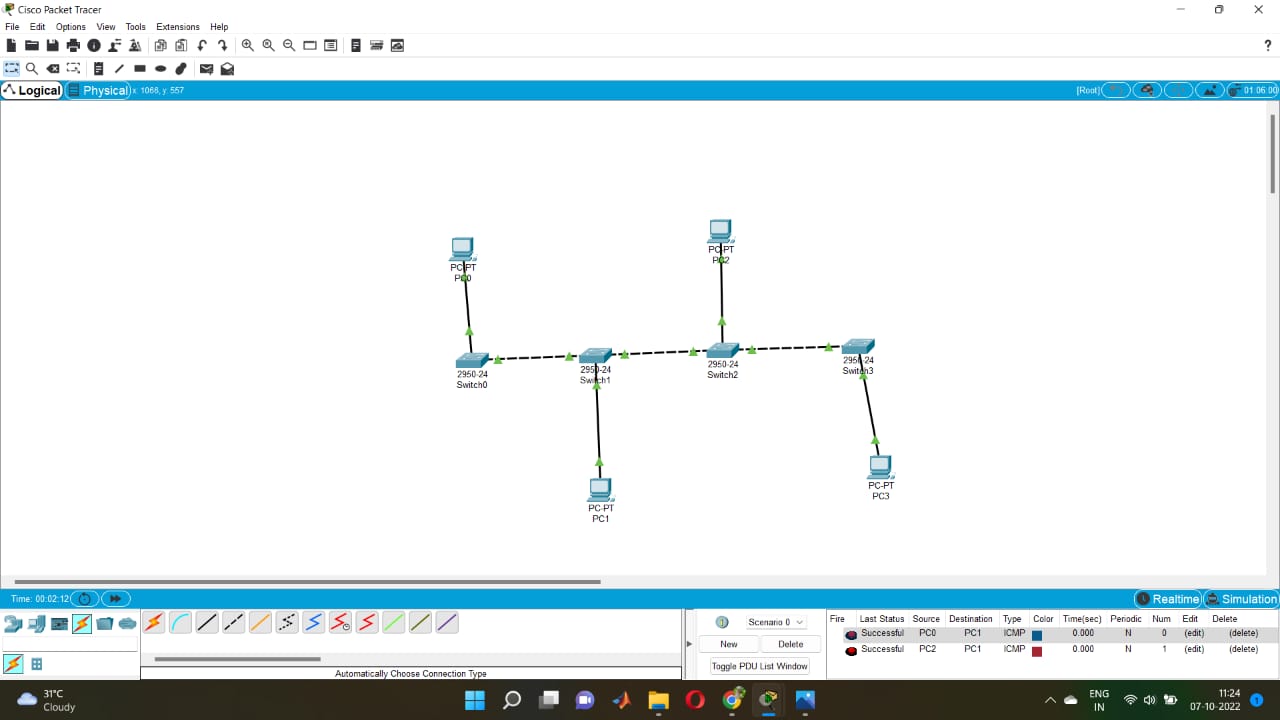 Cisco Packet Tracer
File Edit Options View Tools Extensions Help
?
Logical Physical x: 1066, y: 557 [Root] 01:06:00
PC-PT
PC2
PC-PT
PC0
2950-24
Switch0
2950-24
Switch1
2950-24
Switch2
2950-24
Switch3
PC-PT
PC3
PC-PT
PC1
Time: 00:02:12 Realtime Simulation
Scenario 0
New Delete
Toggle PDU List Window
Fire Last Status Source Destination Type Color Time(sec) Periodic Num Edit Delete
Successful PC0 PC1 ICMP 0.000 N 0 (edit) (delete)
Successful PC2 PC1 ICMP 0.000 N 1 (edit) (delete)
Automatically Choose Connection Type
31°C
Cloudy
ENG
IN
11:24
07-10-2022
1